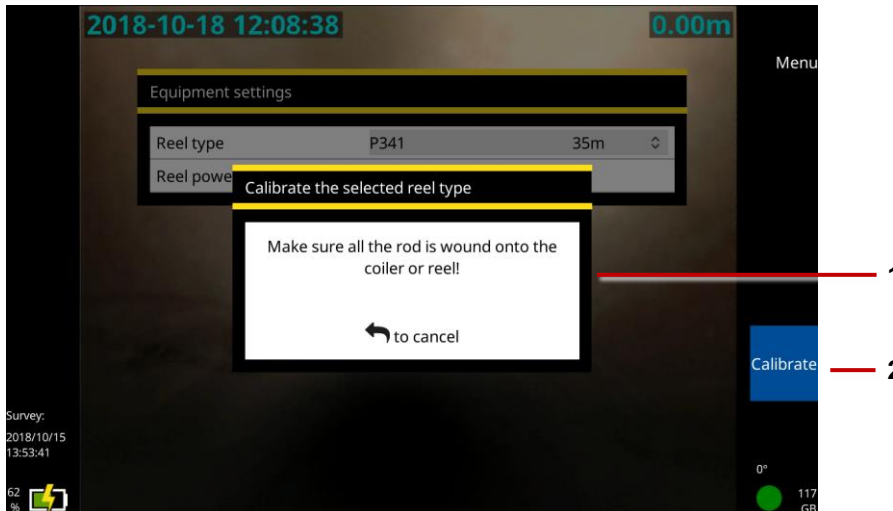 2018-10-18 12:08:38
0.00m
Menu
Equipment settings
Reel type P341 35m
Reel powe
Calibrate the selected reel type
Make sure all the rod is wound onto the
coiler or reel!
to cancel
1
Calibrate
2
Survey:
2018/10/15
13:53:41
62
%
0°
117
GB